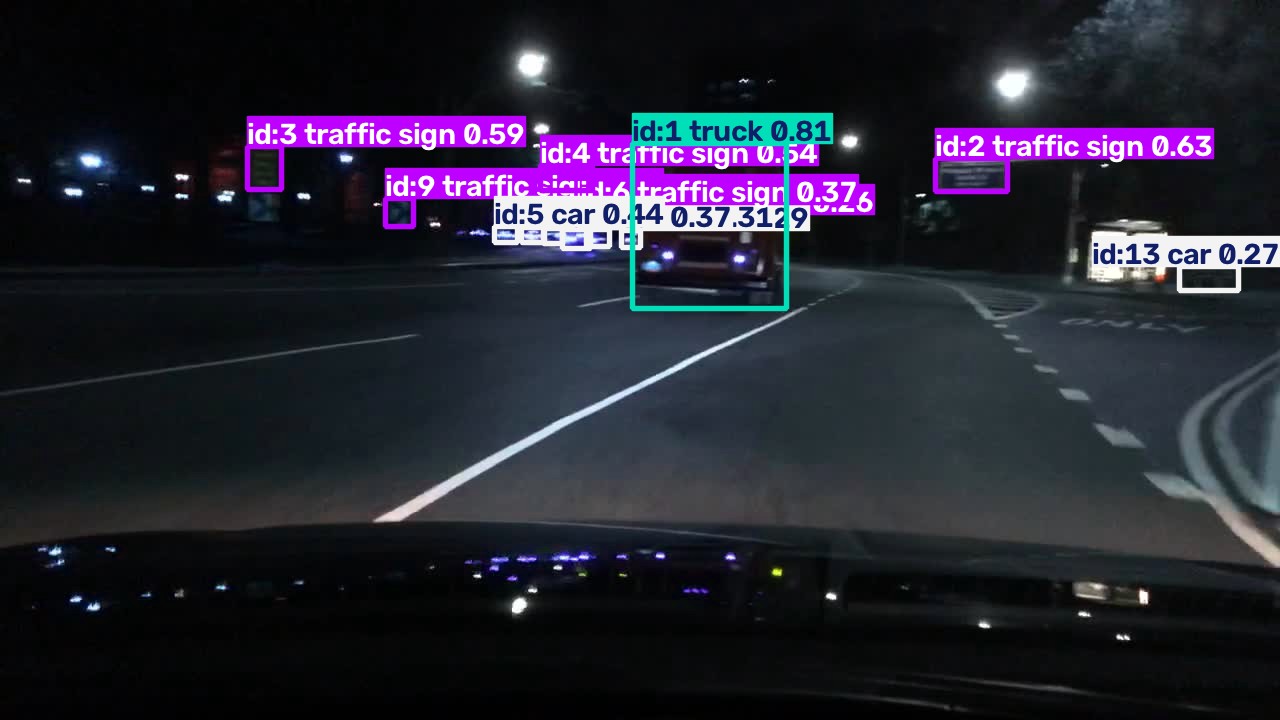 id:3 traffic sign 0.59
id:1 truck 0.81
id:4 traffic sign 0.54
id:2 traffic sign 0.63
id:9 traffic
id:6 traffic sign 0.37
id:5 car 0.44
id:13 car 0.27
ONLY